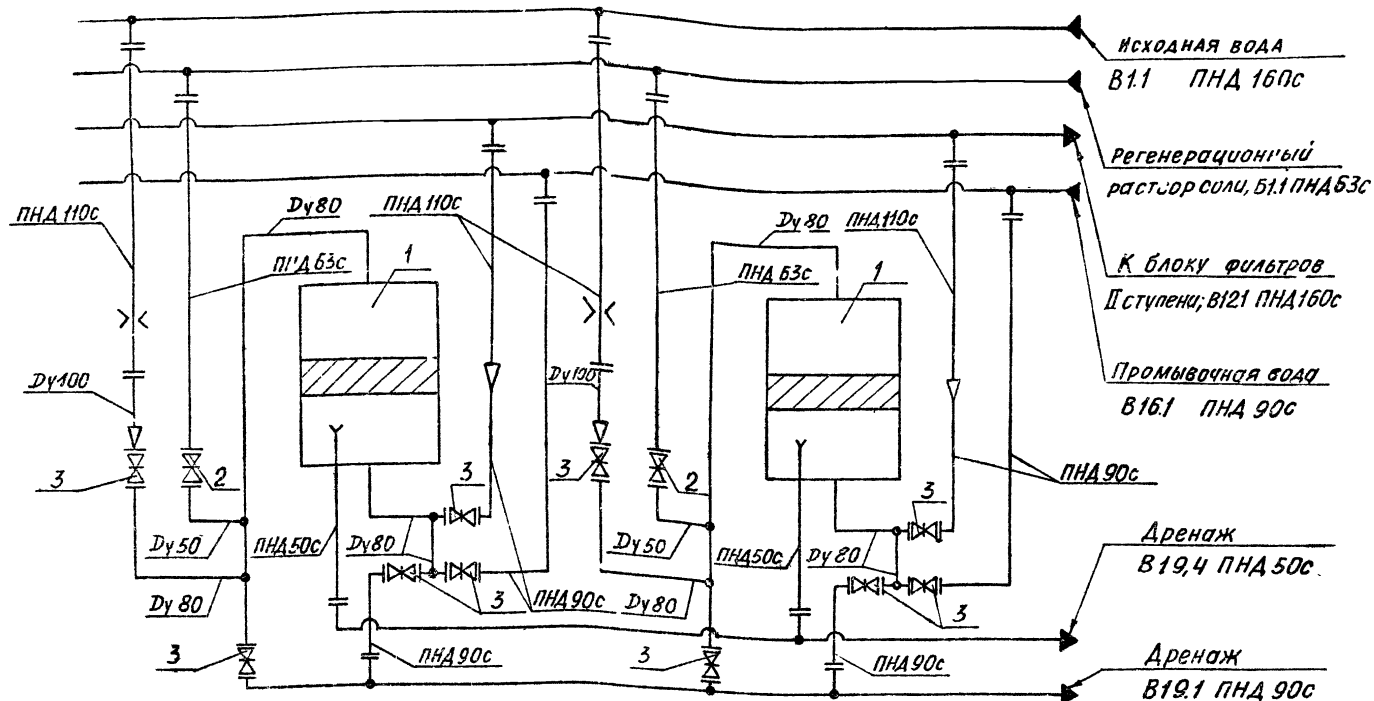 Исходная вода
В1.1 ПНД 160с
Регенерационный
раствор соли, Б1.1 ПНД 63с
К блоку фильтров
II ступени; В12.1 ПНД 160с
Промывочная вода
В16.1 ПНД 90с
Дренаж
В19,4 ПНД 50с
Дренаж
В19.1 ПНД 90с
ПНД 110с
Dу 80
ПНД 110с
Dу 80
ПНД 110с
ПНД 63с
1
ПНД 63с
1
Dу 100
Dу 100
3
2
3
3
2
3
ПНД 90с
Dу 50
ПНД 50с
Dу 80
Dу 50
ПНД 50с
Dу 80
Dу 80
3
ПНД 90с
Dу 80
3
3
ПНД 90с
3
ПНД 90с